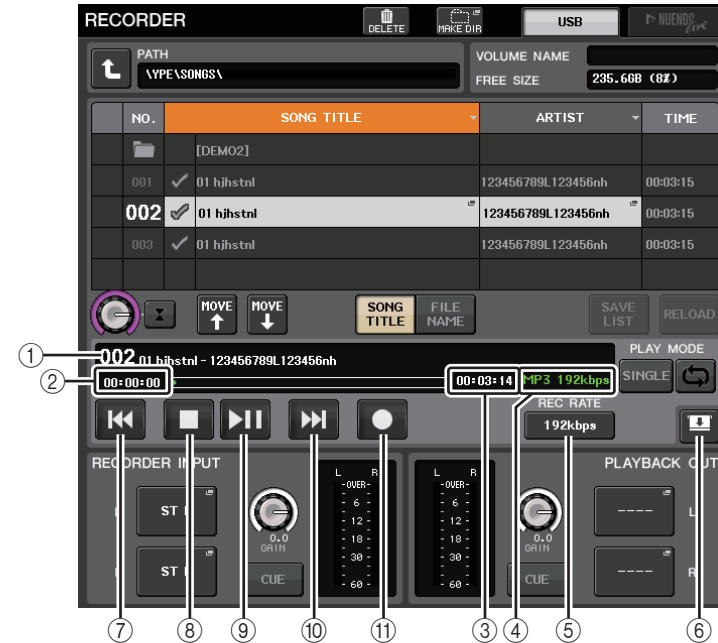 RECORDER
DELETE
MAKE DIR
USB
NUENDO Live
PATH
\YPE\SONGS\
VOLUME NAME
FREE SIZE 235.6GB (8%)
NO. SONG TITLE ARTIST TIME
[DEMO2]
001 01 hjhstnl 123456789L123456nh 00:03:15
002 01 hjhstnl 123456789L123456nh 00:03:15
003 01 hjhstnl 123456789L123456nh 00:03:15
MOVE MOVE
SONG TITLE
FILE NAME
SAVE LIST
RELOAD
① 002 01 hjhstnl - 123456789L123456nh
PLAY MODE
② 00:00:00 00:03:14 MP3 192kbps
SINGLE
REC RATE
192kbps
RECORDER INPUT
PLAYBACK OUT
L R
L R
-OVER-
-OVER-
ST
---- L
6
6
12
12
18
18
30
30
60
60
0.0
GAIN
0.0
GAIN
ST
---- R
CUE
CUE
⑦ ⑧ ⑨ ⑩ ⑪ ③ ④ ⑤ ⑥